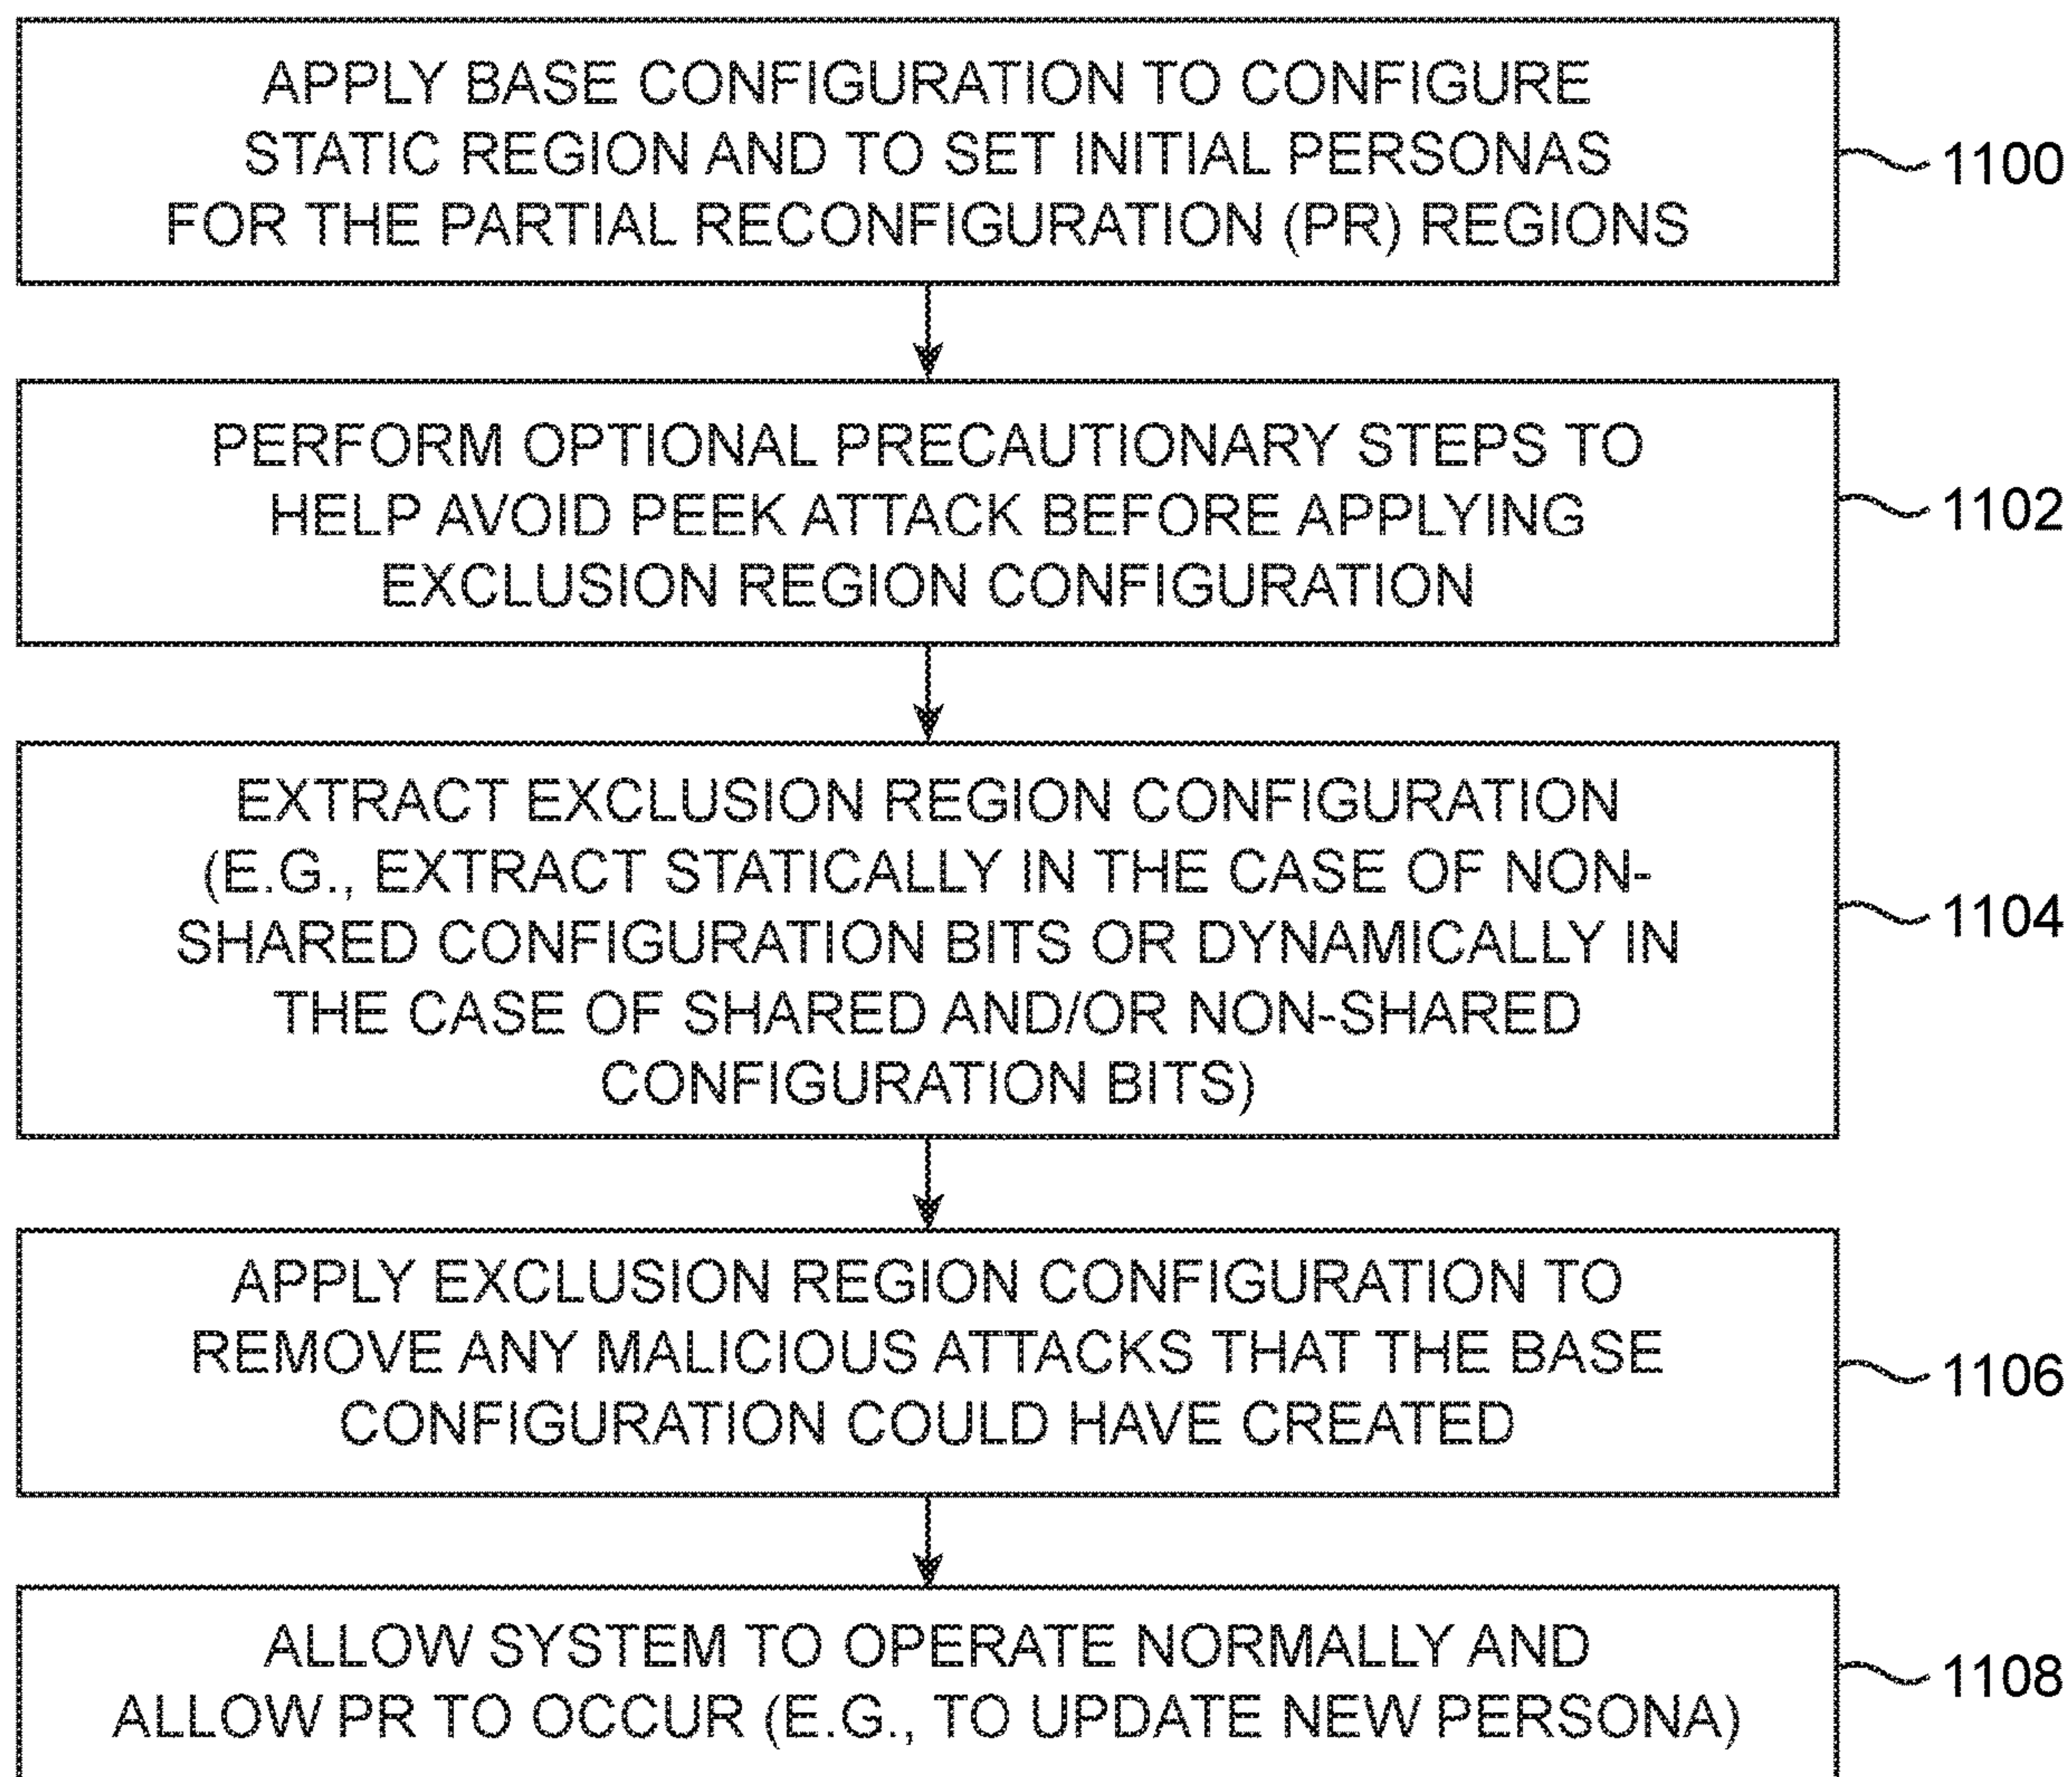 APPLY BASE CONFIGURATION TO CONFIGURE
STATIC REGION AND TO SET INITIAL PERSONAS
FOR THE PARTIAL RECONFIGURATION (PR) REGIONS
1100
PERFORM OPTIONAL PRECAUTIONARY STEPS TO
HELP AVOID PEEK ATTACK BEFORE APPLYING
EXCLUSION REGION CONFIGURATION
1102
EXTRACT EXCLUSION REGION CONFIGURATION
(E.G., EXTRACT STATICALLY IN THE CASE OF NON-
SHARED CONFIGURATION BITS OR DYNAMICALLY IN
THE CASE OF SHARED AND/OR NON-SHARED
CONFIGURATION BITS)
1104
APPLY EXCLUSION REGION CONFIGURATION TO
REMOVE ANY MALICIOUS ATTACKS THAT THE BASE
CONFIGURATION COULD HAVE CREATED
1106
ALLOW SYSTEM TO OPERATE NORMALLY AND
ALLOW PR TO OCCUR (E.G., TO UPDATE NEW PERSONA)
1108